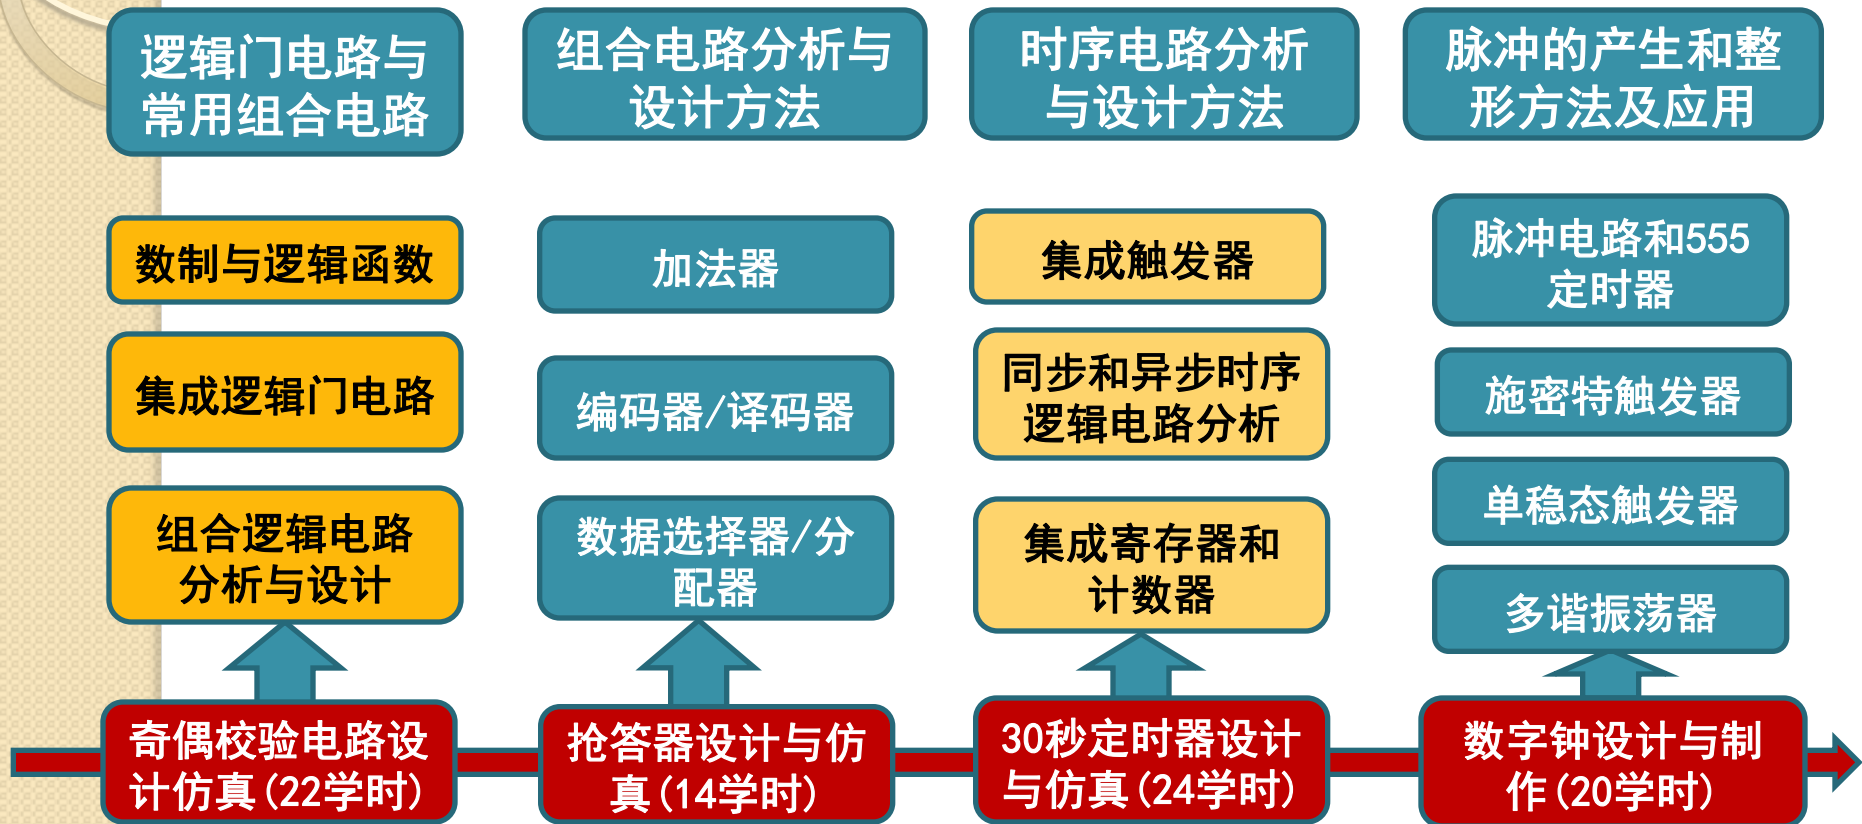 逻辑门电路与
常用组合电路
组合电路分析与
设计方法
时序电路分析
与设计方法
脉冲的产生和整
形方法及应用
数制与逻辑函数
集成逻辑门电路
组合逻辑电路
分析与设计
加法器
编码器/译码器
数据选择器/分
配器
集成触发器
同步和异步时序
逻辑电路分析
集成寄存器和
计数器
脉冲电路和555
定时器
施密特触发器
单稳态触发器
多谐振荡器
奇偶校验电路设
计仿真(22学时)
抢答器设计与仿
真(14学时)
30秒定时器设计
与仿真(24学时)
数字钟设计与制
作(20学时)